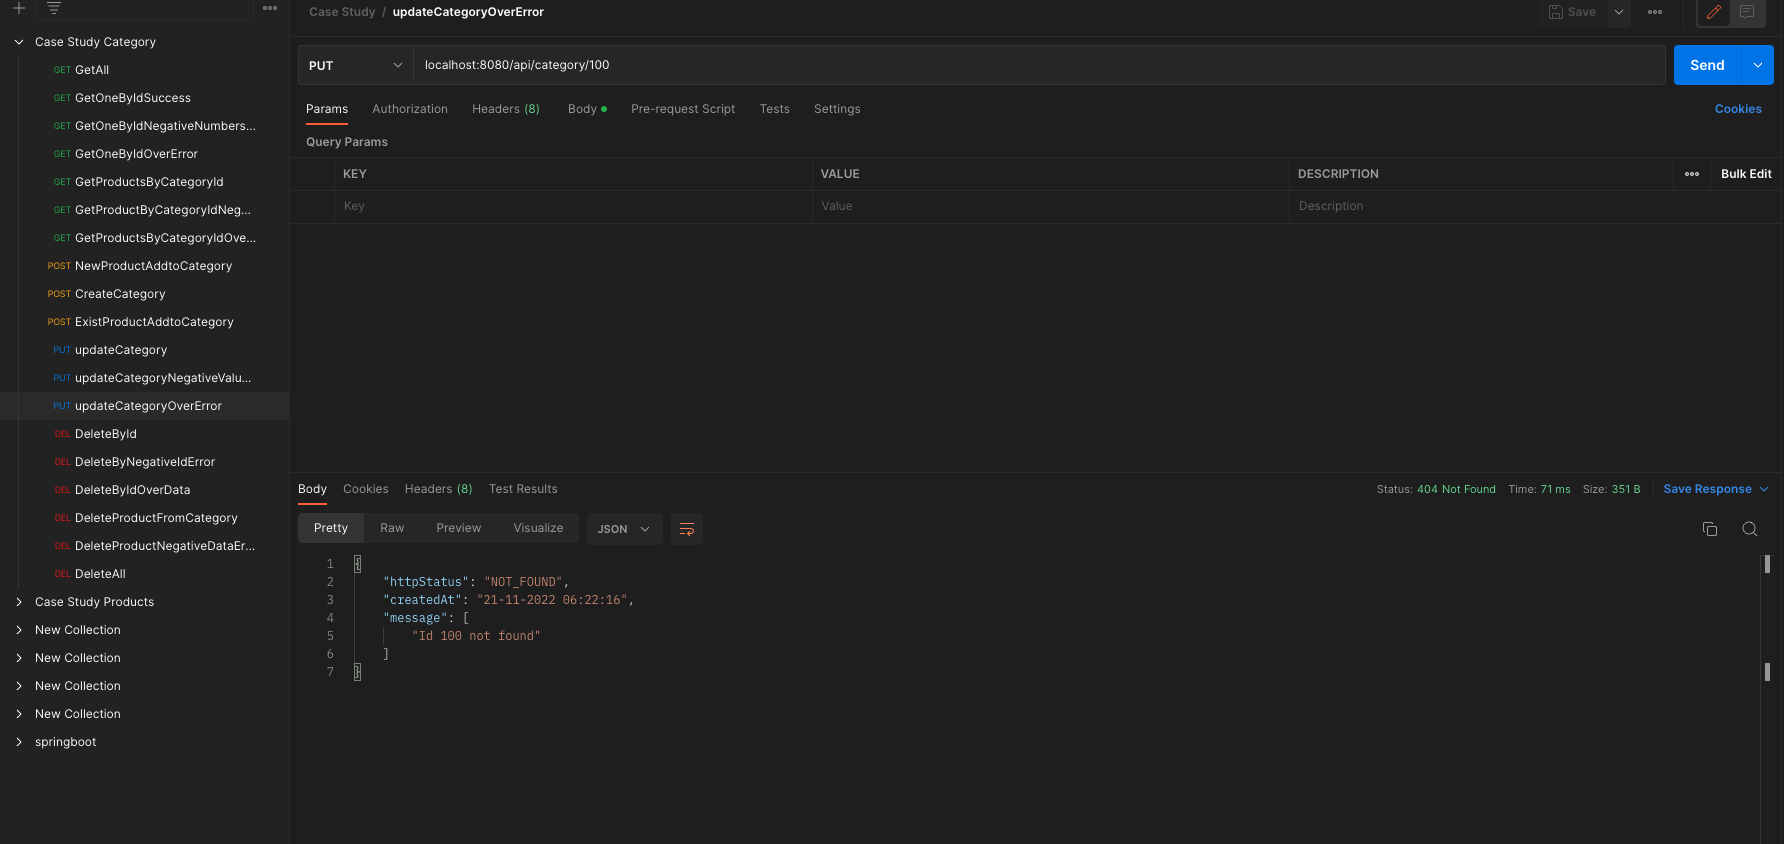 Case Study / updateCategoryOverError
Save
Case Study Category
GET GetAll
GET GetOneByIdSuccess
GET GetOneByIdNegativeNumbers...
GET GetOneByIdOverError
GET GetProductsByCategoryId
GET GetProductByCategoryIdNeg...
GET GetProductsByCategoryIdOve...
POST NewProductAddtoCategory
POST CreateCategory
POST ExistProductAddtoCategory
PUT updateCategory
PUT updateCategoryNegativeValu...
PUT updateCategoryOverError
DEL DeleteById
DEL DeleteByNegativeIdError
DEL DeleteByIdOverData
DEL DeleteProductFromCategory
DEL DeleteProductNegativeDataEr...
DEL DeleteAll
Case Study Products
New Collection
New Collection
New Collection
New Collection
springboot
PUT localhost:8080/api/category/100 Send
Params Authorization Headers (8) Body Pre-request Script Tests Settings Cookies
Query Params
KEY VALUE DESCRIPTION Bulk Edit
Key Value Description
Body Cookies Headers (8) Test Results Status: 404 Not Found Time: 71 ms Size: 351 B Save Response
Pretty Raw Preview Visualize JSON
1 {
2 "httpStatus": "NOT_FOUND",
3 "createdAt": "21-11-2022 06:22:16",
4 "message": [
5 "Id 100 not found"
6 ]
7 }